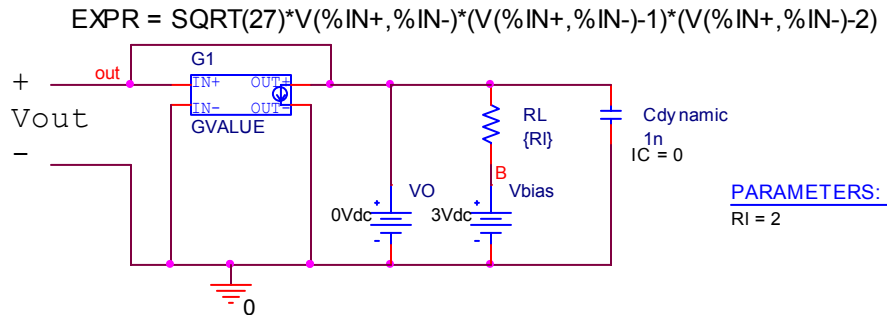 EXPR = SQRT(27)*V(%IN+,%IN-)*(V(%IN+,%IN-)-1)*(V(%IN+,%IN-)-2)
G1
out
+
IN+ OUT+
Vout
IN- OUT-
-
GVALUE
RL
{Rl}
Cdynamic
1n
IC = 0
B
VO
Vbias
+
0Vdc
-
+
3Vdc
-
PARAMETERS:
Rl = 2
0